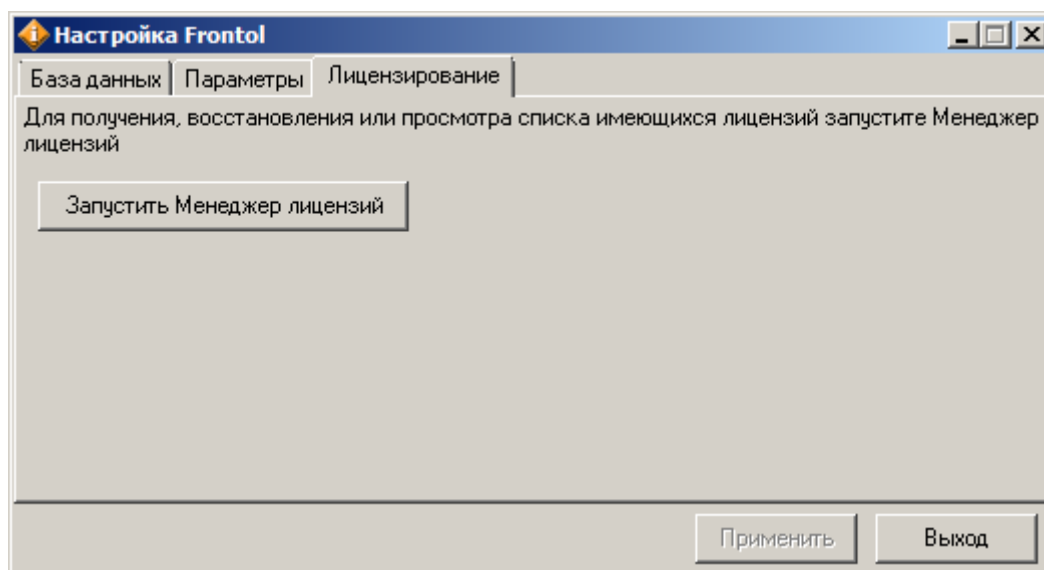 Настройка Frontol
База данных Параметры Лицензирование
Для получения, восстановления или просмотра списка имеющихся лицензий запустите Менеджер
лицензий
Запустить Менеджер лицензий
Применить Выход